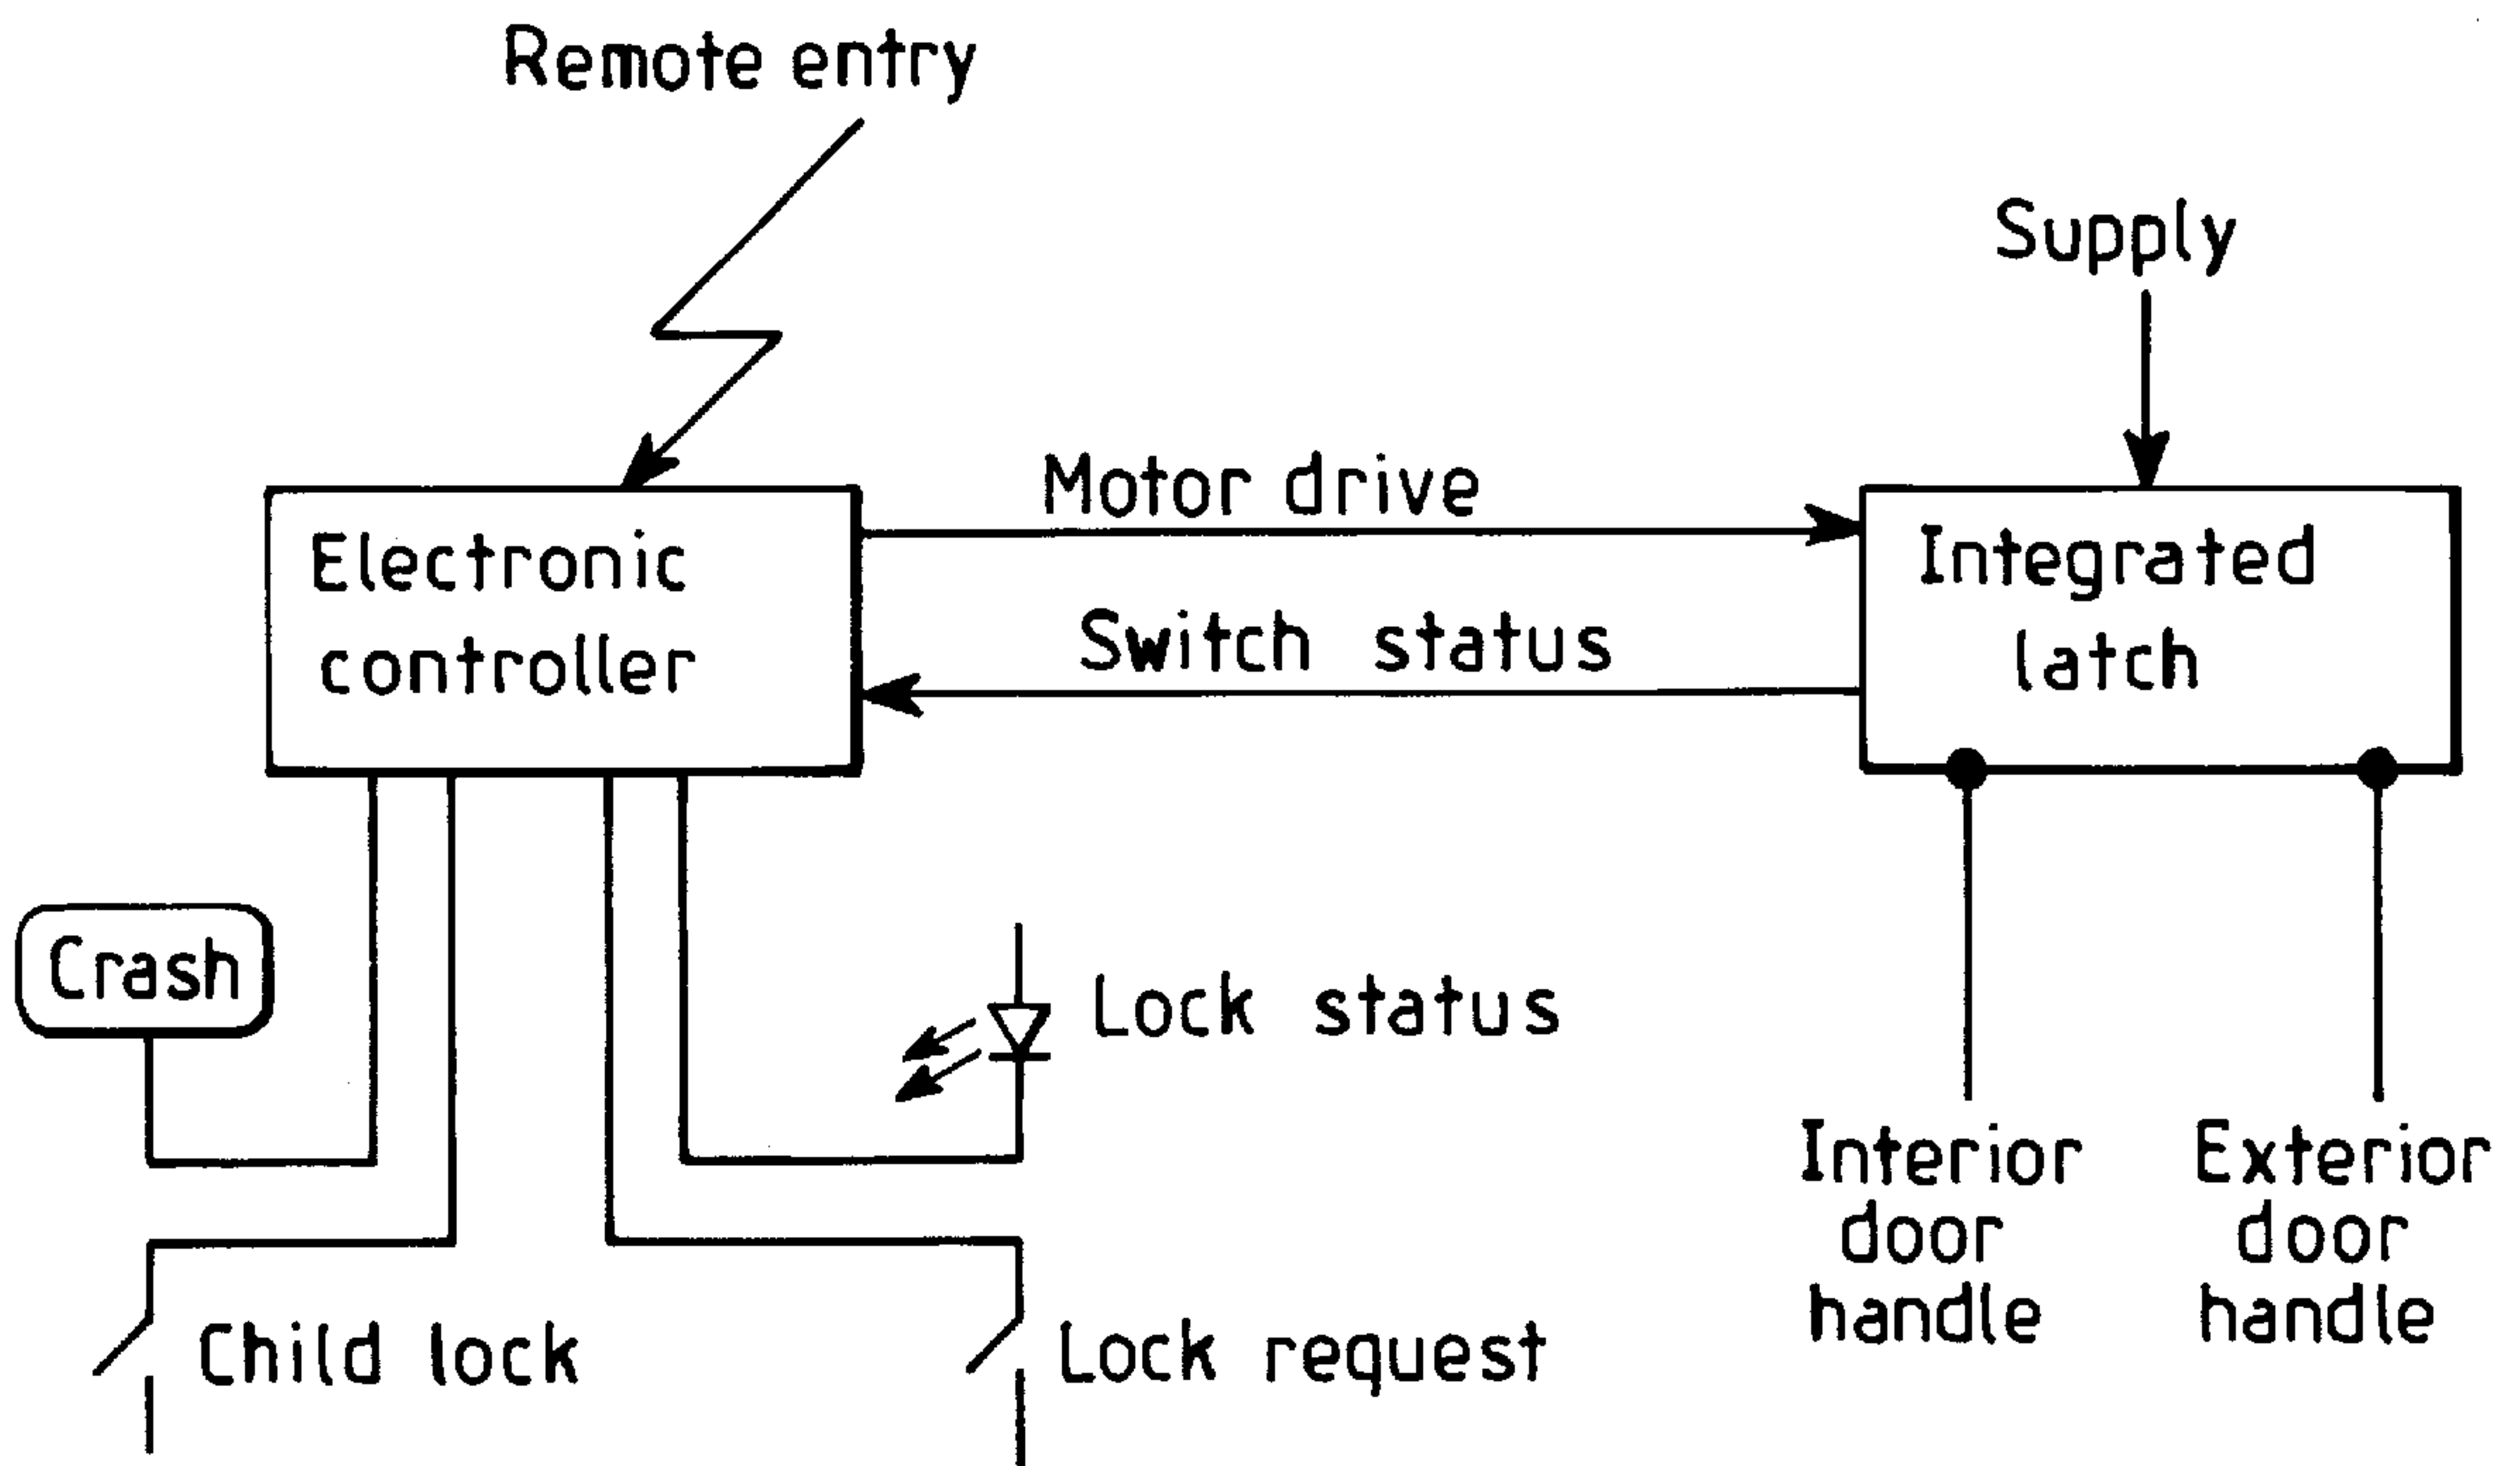 Remote entry
Supply
Motor drive
Electronic
controller
Integrated
latch
Switch status
Crash
Lock status
Interior
door
handle
Exterior
door
handle
Child lock
Lock request